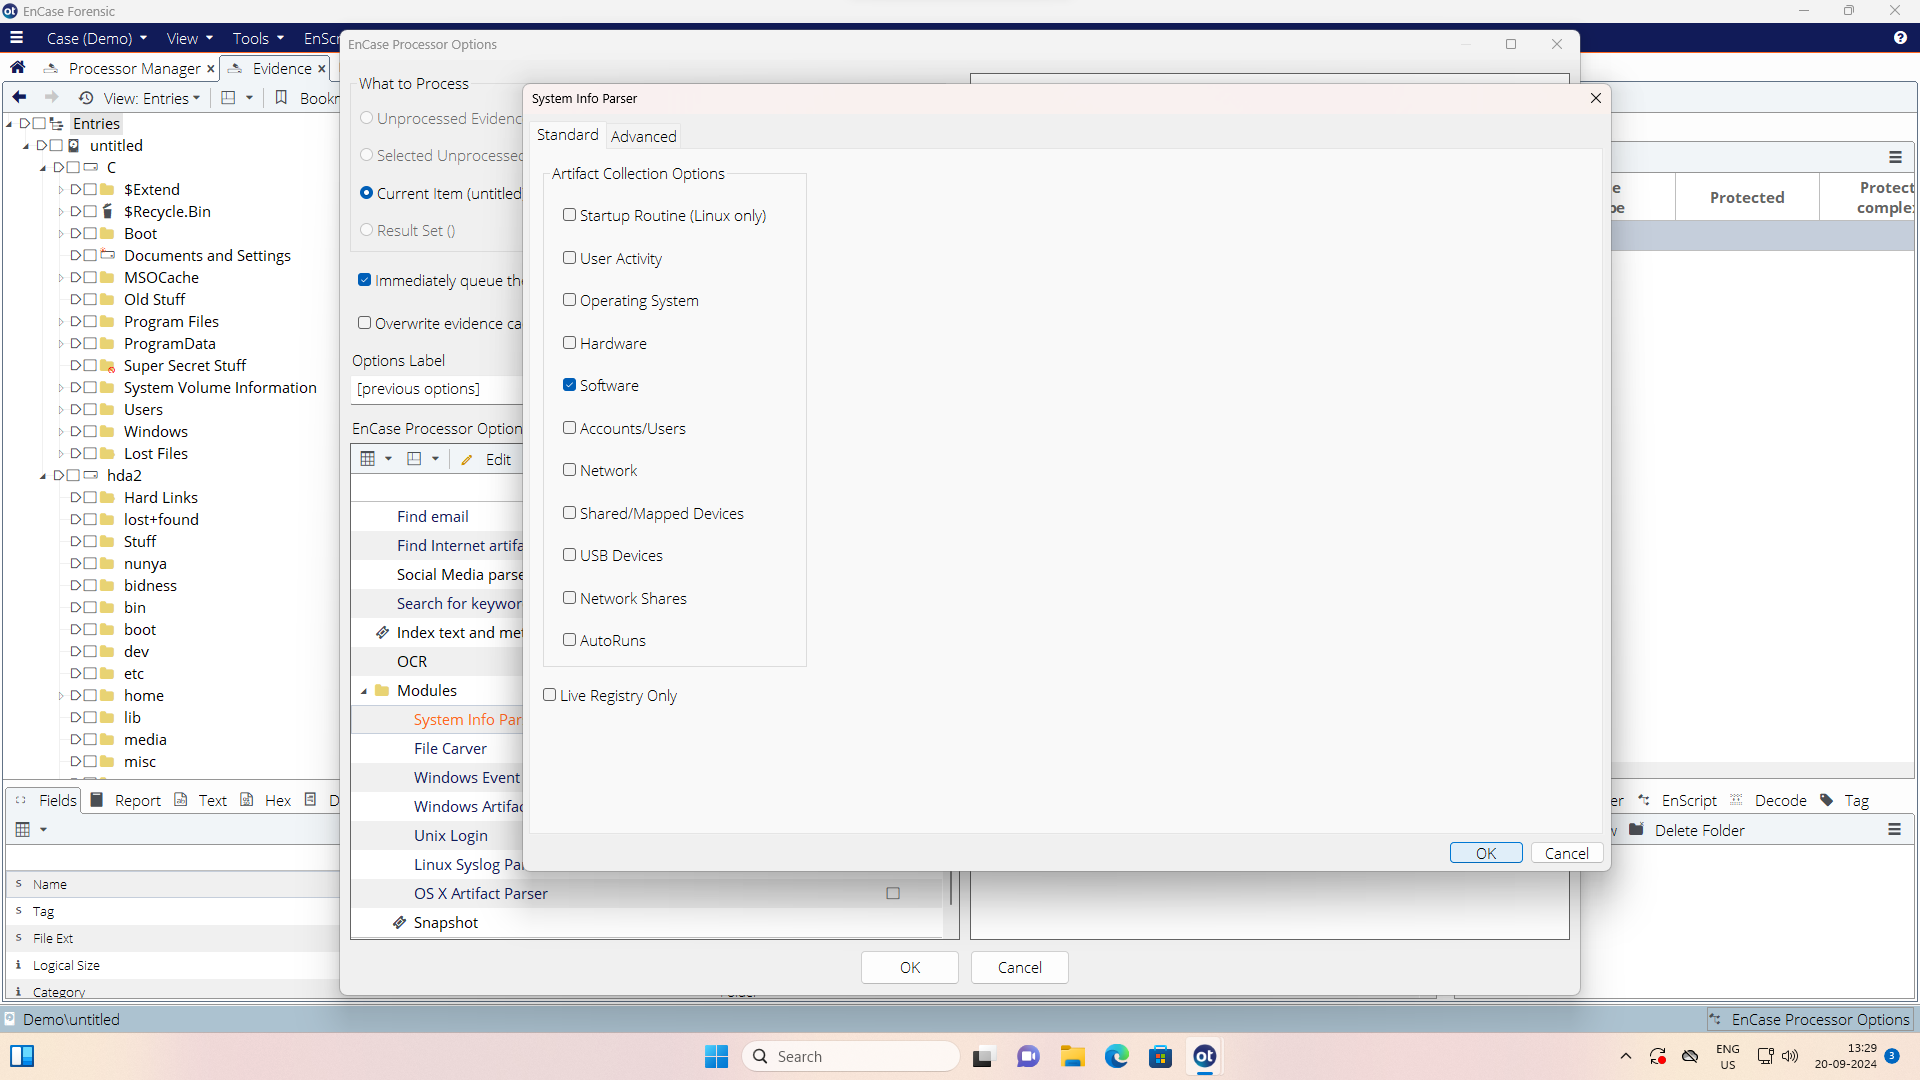 EnCase Forensic
Case (Demo)
View
Tools
EnScr
EnCase Processor Options
Processor Manager
Evidence
View: Entries
Bookn
Entries
untitled
C
$Extend
$Recycle.Bin
Boot
Documents and Settings
MSOCache
Old Stuff
Program Files
ProgramData
Super Secret Stuff
System Volume Information
Users
Windows
Lost Files
hda2
Hard Links
lost+found
Stuff
nunya
bidness
bin
boot
dev
etc
home
lib
media
misc
What to Process
Unprocessed Evidenc
Selected Unprocessed
Current Item (untitled
Result Set ()
Immediately queue the
Overwrite evidence ca
Options Label
[previous options]
EnCase Processor Option
Edit
Find email
Find Internet artifa
Social Media parse
Search for keywor
Index text and met
OCR
Modules
System Info Par
File Carver
Windows Event
Windows Artifac
Unix Login
Linux Syslog Pa
OS X Artifact Parser
Snapshot
OK
Cancel
System Info Parser
Standard
Advanced
Artifact Collection Options
Startup Routine (Linux only)
User Activity
Operating System
Hardware
Software
Accounts/Users
Network
Shared/Mapped Devices
USB Devices
Network Shares
AutoRuns
Live Registry Only
OK
Cancel
e
pe
Protected
Protect
comple
Fields
Report
Text
Hex
D
er
EnScript
Decode
Tag
w
Delete Folder
Name
Tag
File Ext
Logical Size
Category
Demo\untitled
EnCase Processor Options
Search
ENG
US
13:29
20-09-2024
3